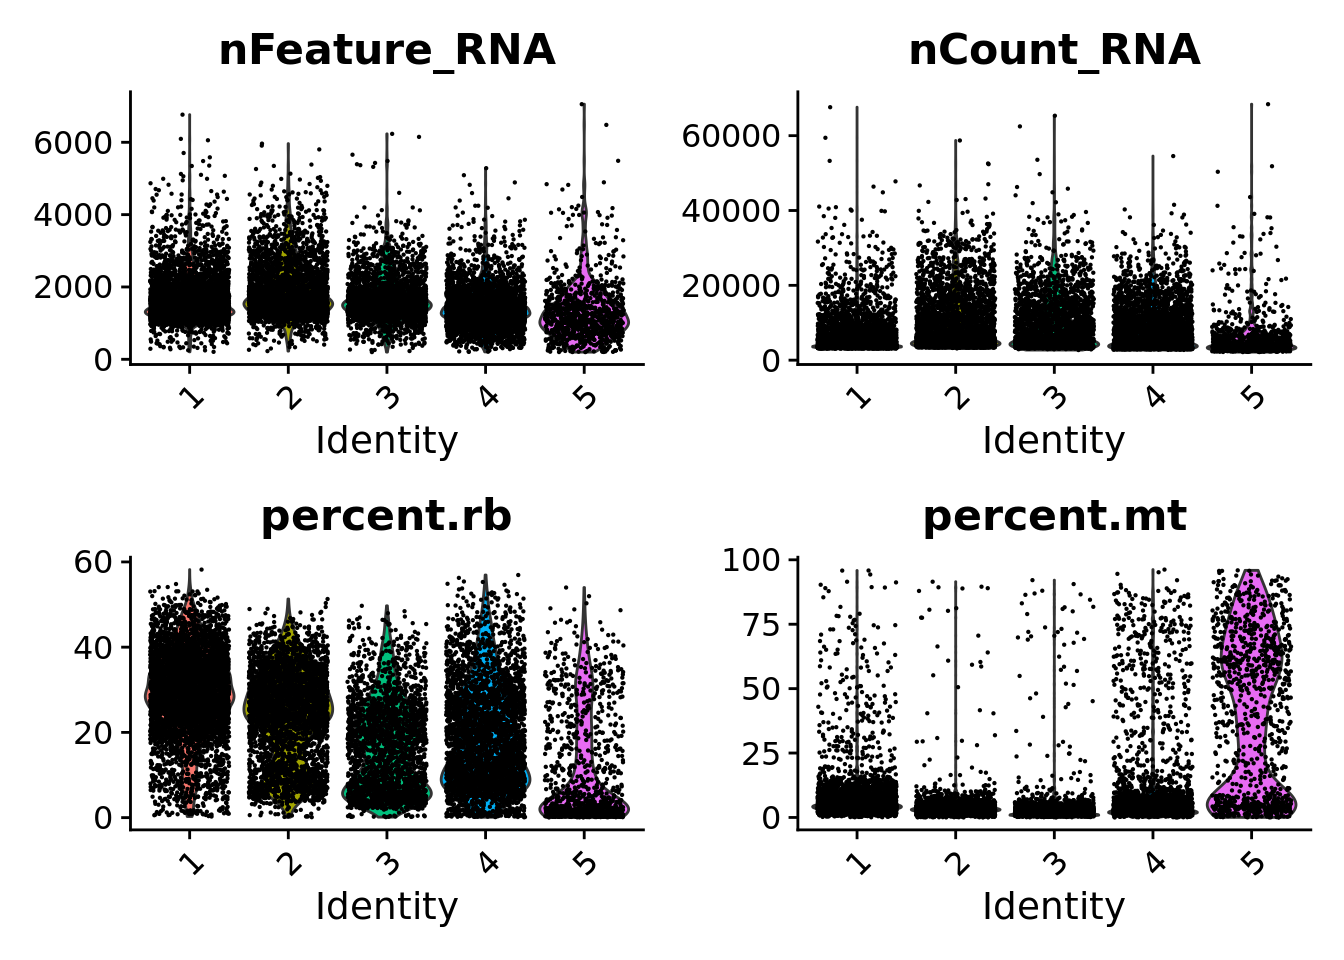 nFeature_RNA
6000
4000
2000
0
1 2 3 4 5
Identity
nCount_RNA
60000
40000
20000
0
1 2 3 4 5
Identity
percent.rb
60
40
20
0
1 2 3 4 5
Identity
percent.mt
100
75
50
25
0
1 2 3 4 5
Identity